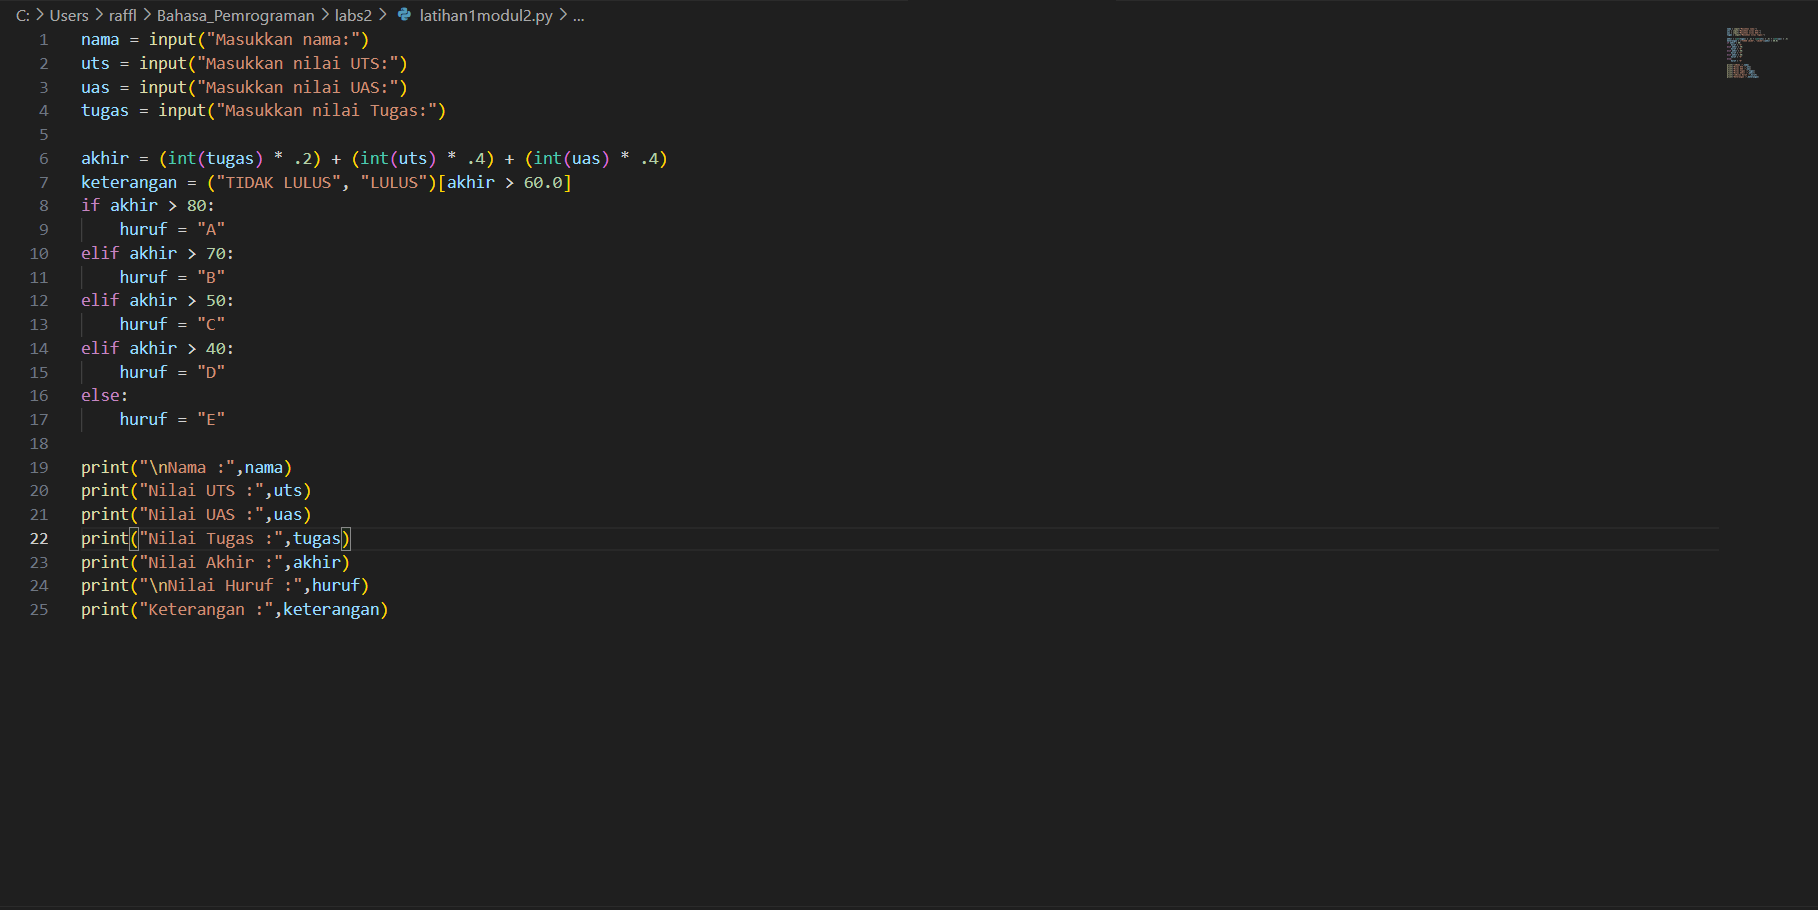 C: > Users > raffl > Bahasa_Pemrograman > labs2 > latihan1modul2.py > ...
1 nama = input("Masukkan nama:")
2 uts = input("Masukkan nilai UTS:")
3 uas = input("Masukkan nilai UAS:")
4 tugas = input("Masukkan nilai Tugas:")
5
6 akhir = (int(tugas) * .2) + (int(uts) * .4) + (int(uas) * .4)
7 keterangan = ("TIDAK LULUS", "LULUS")[akhir > 60.0]
8 if akhir > 80:
9     huruf = "A"
10 elif akhir > 70:
11     huruf = "B"
12 elif akhir > 50:
13     huruf = "C"
14 elif akhir > 40:
15     huruf = "D"
16 else:
17     huruf = "E"
18
19 print("\nNama :",nama)
20 print("Nilai UTS :",uts)
21 print("Nilai UAS :",uas)
22 print("Nilai Tugas :",tugas)
23 print("Nilai Akhir :",akhir)
24 print("\nNilai Huruf :",huruf)
25 print("Keterangan :",keterangan)